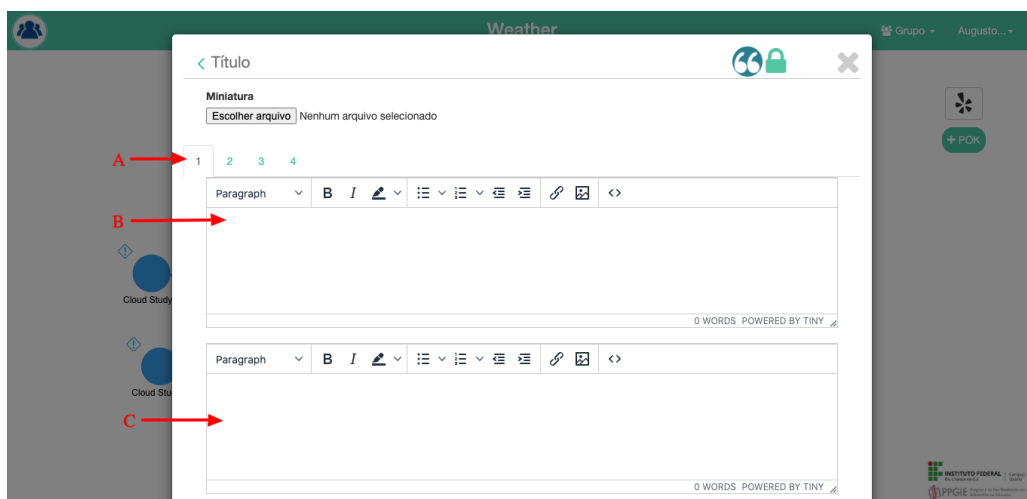 Weather
Grupo
Augusto...
Título
Miniatura
Escolher arquivo Nenhum arquivo selecionado
+ POK
A
1 2 3 4
Paragraph B I
B
Cloud Study
0 WORDS POWERED BY TINY
Paragraph B I
Cloud Stu
C
INSTITUTO FEDERAL
PPGIE
0 WORDS POWERED BY TINY